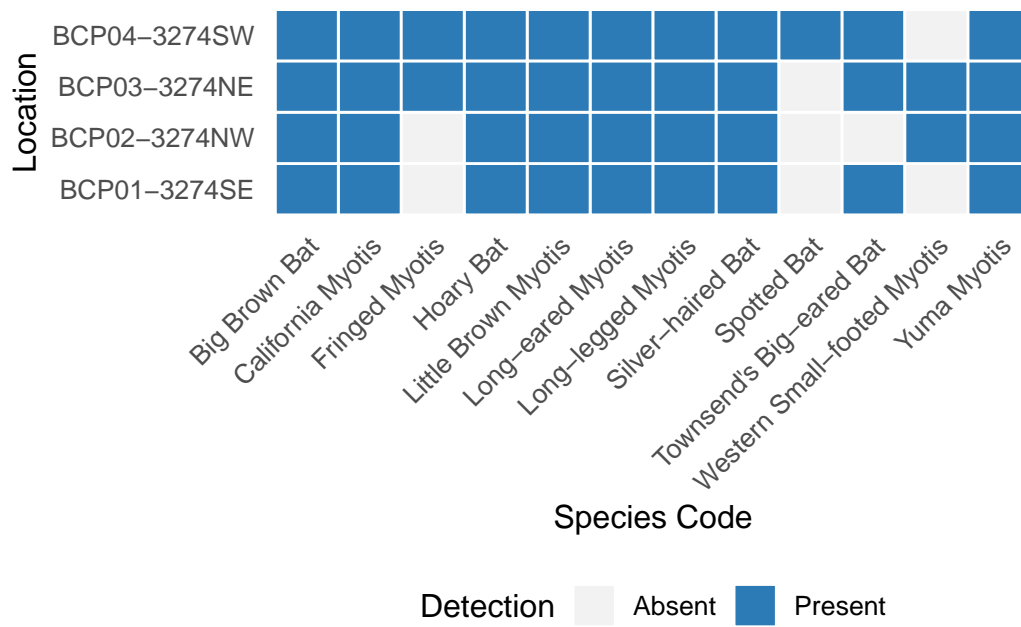 Location
BCP04−3274SW
BCP03−3274NE
BCP02−3274NW
BCP01−3274SE
Big Brown Bat
California Myotis
Fringed Myotis
Hoary Bat
Little Brown Myotis
Long−eared Myotis
Long−legged Myotis
Silver−haired Bat
Spotted Bat
Townsend's Big−eared Bat
Western Small−footed Myotis
Yuma Myotis
Species Code
Detection Absent Present